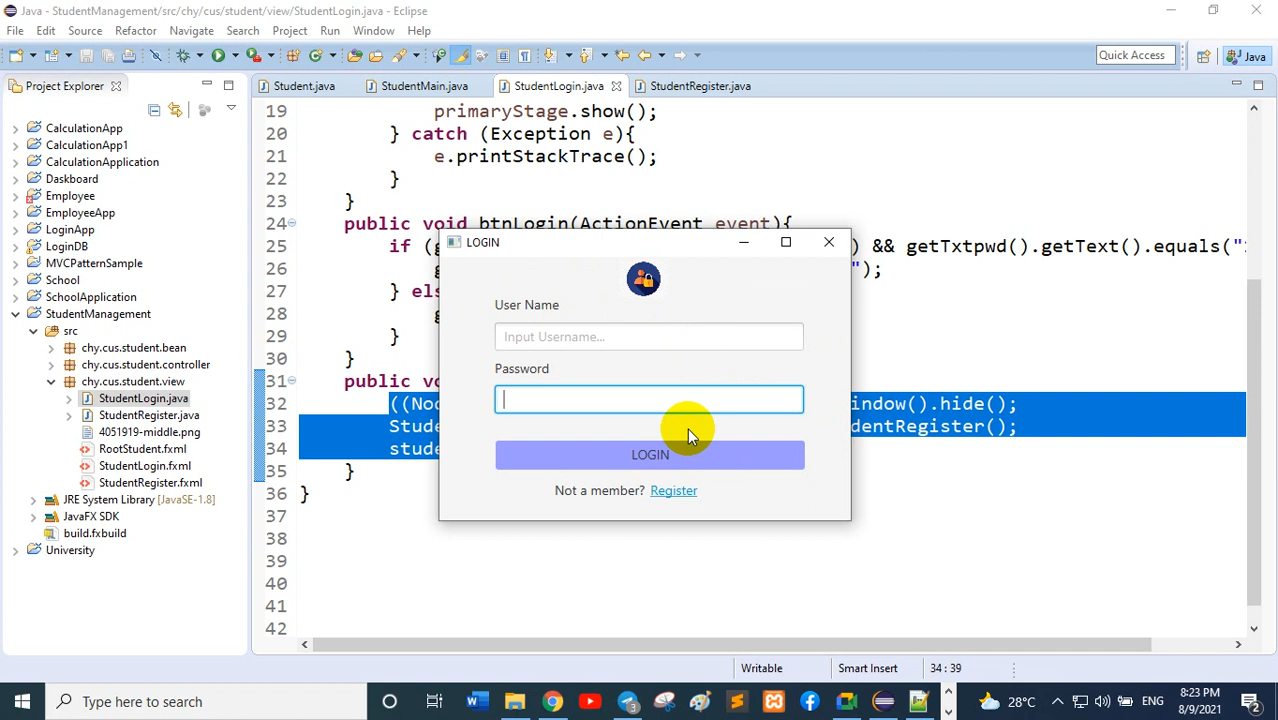 Java - StudentManagement/src/chy/cus/student/view/StudentLogin.java - Eclipse
File Edit Source Refactor Navigate Search Project Run Window Help
Quick Access Java
Project Explorer
Student.java StudentMain.java StudentLogin.java StudentRegister.java
CalculationApp
CalculationApp1
CalculationApplication
Daskboard
Employee
EmployeeApp
LoginApp
LoginDB
MVCPatternSample
School
SchoolApplication
StudentManagement
src
chy.cus.student.bean
chy.cus.student.controller
chy.cus.student.view
StudentLogin.java
StudentRegister.java
4051919-middle.png
RootStudent.fxml
StudentLogin.fxml
StudentRegister.fxml
JRE System Library [JavaSE-1.8]
JavaFX SDK
build.fxbuild
University
19 primaryStage.show();
20 } catch (Exception e){
21 e.printStackTrace();
22 }
23 }
24 public void btnLogin(ActionEvent event){
25 if ( ) && getTxtpwd().getText().equals("
26 ");
27 } els
28
29 }
30 }
31 public vo
32 ((Nod indow().hide();
33 Stude dentRegister();
34 stude
35 }
36 }
37
38
39
40
41
42
LOGIN
User Name
Input Username...
Password
LOGIN
Not a member? Register
Writable Smart Insert 34 : 39
Type here to search
3
28°C
ENG
8:23 PM
8/9/2021
2